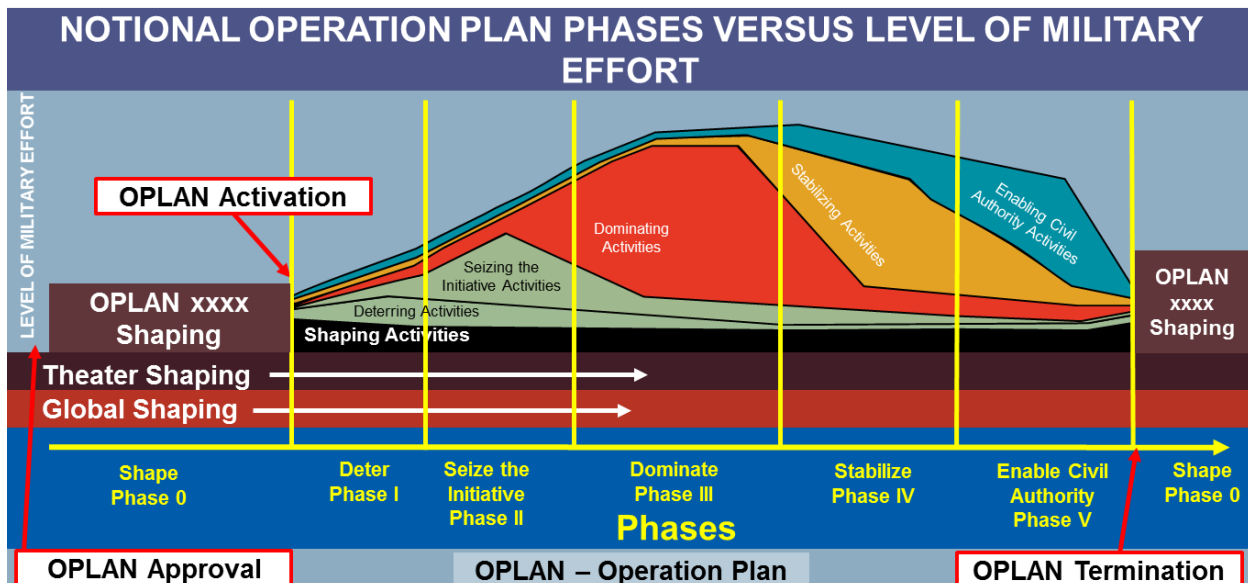 NOTIONAL OPERATION PLAN PHASES VERSUS LEVEL OF MILITARY
EFFORT
LEVEL OF MILITARY EFFORT
OPLAN Activation
OPLAN xxxx
Shaping
Dominating
Activities
Stabilizing Activities
Enabling Civil
Authority Activities
Seizing the
Initiative Activities
Deterring Activities
Shaping Activities
OPLAN
xxxx
Shaping
Theater Shaping
Global Shaping
Shape
Phase 0
Deter
Phase I
Seize the
Initiative
Phase II
Dominate
Phase III
Stabilize
Phase IV
Enable Civil
Authority
Phase V
Shape
Phase 0
Phases
OPLAN Approval
OPLAN – Operation Plan
OPLAN Termination